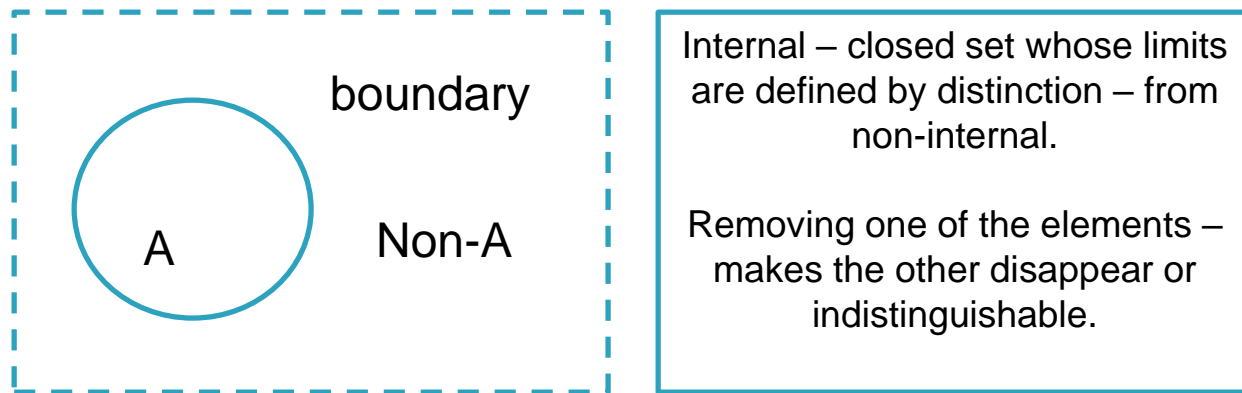 boundary
A
Non-A
Internal – closed set whose limits
are defined by distinction – from
non-internal.
Removing one of the elements –
makes the other disappear or
indistinguishable.